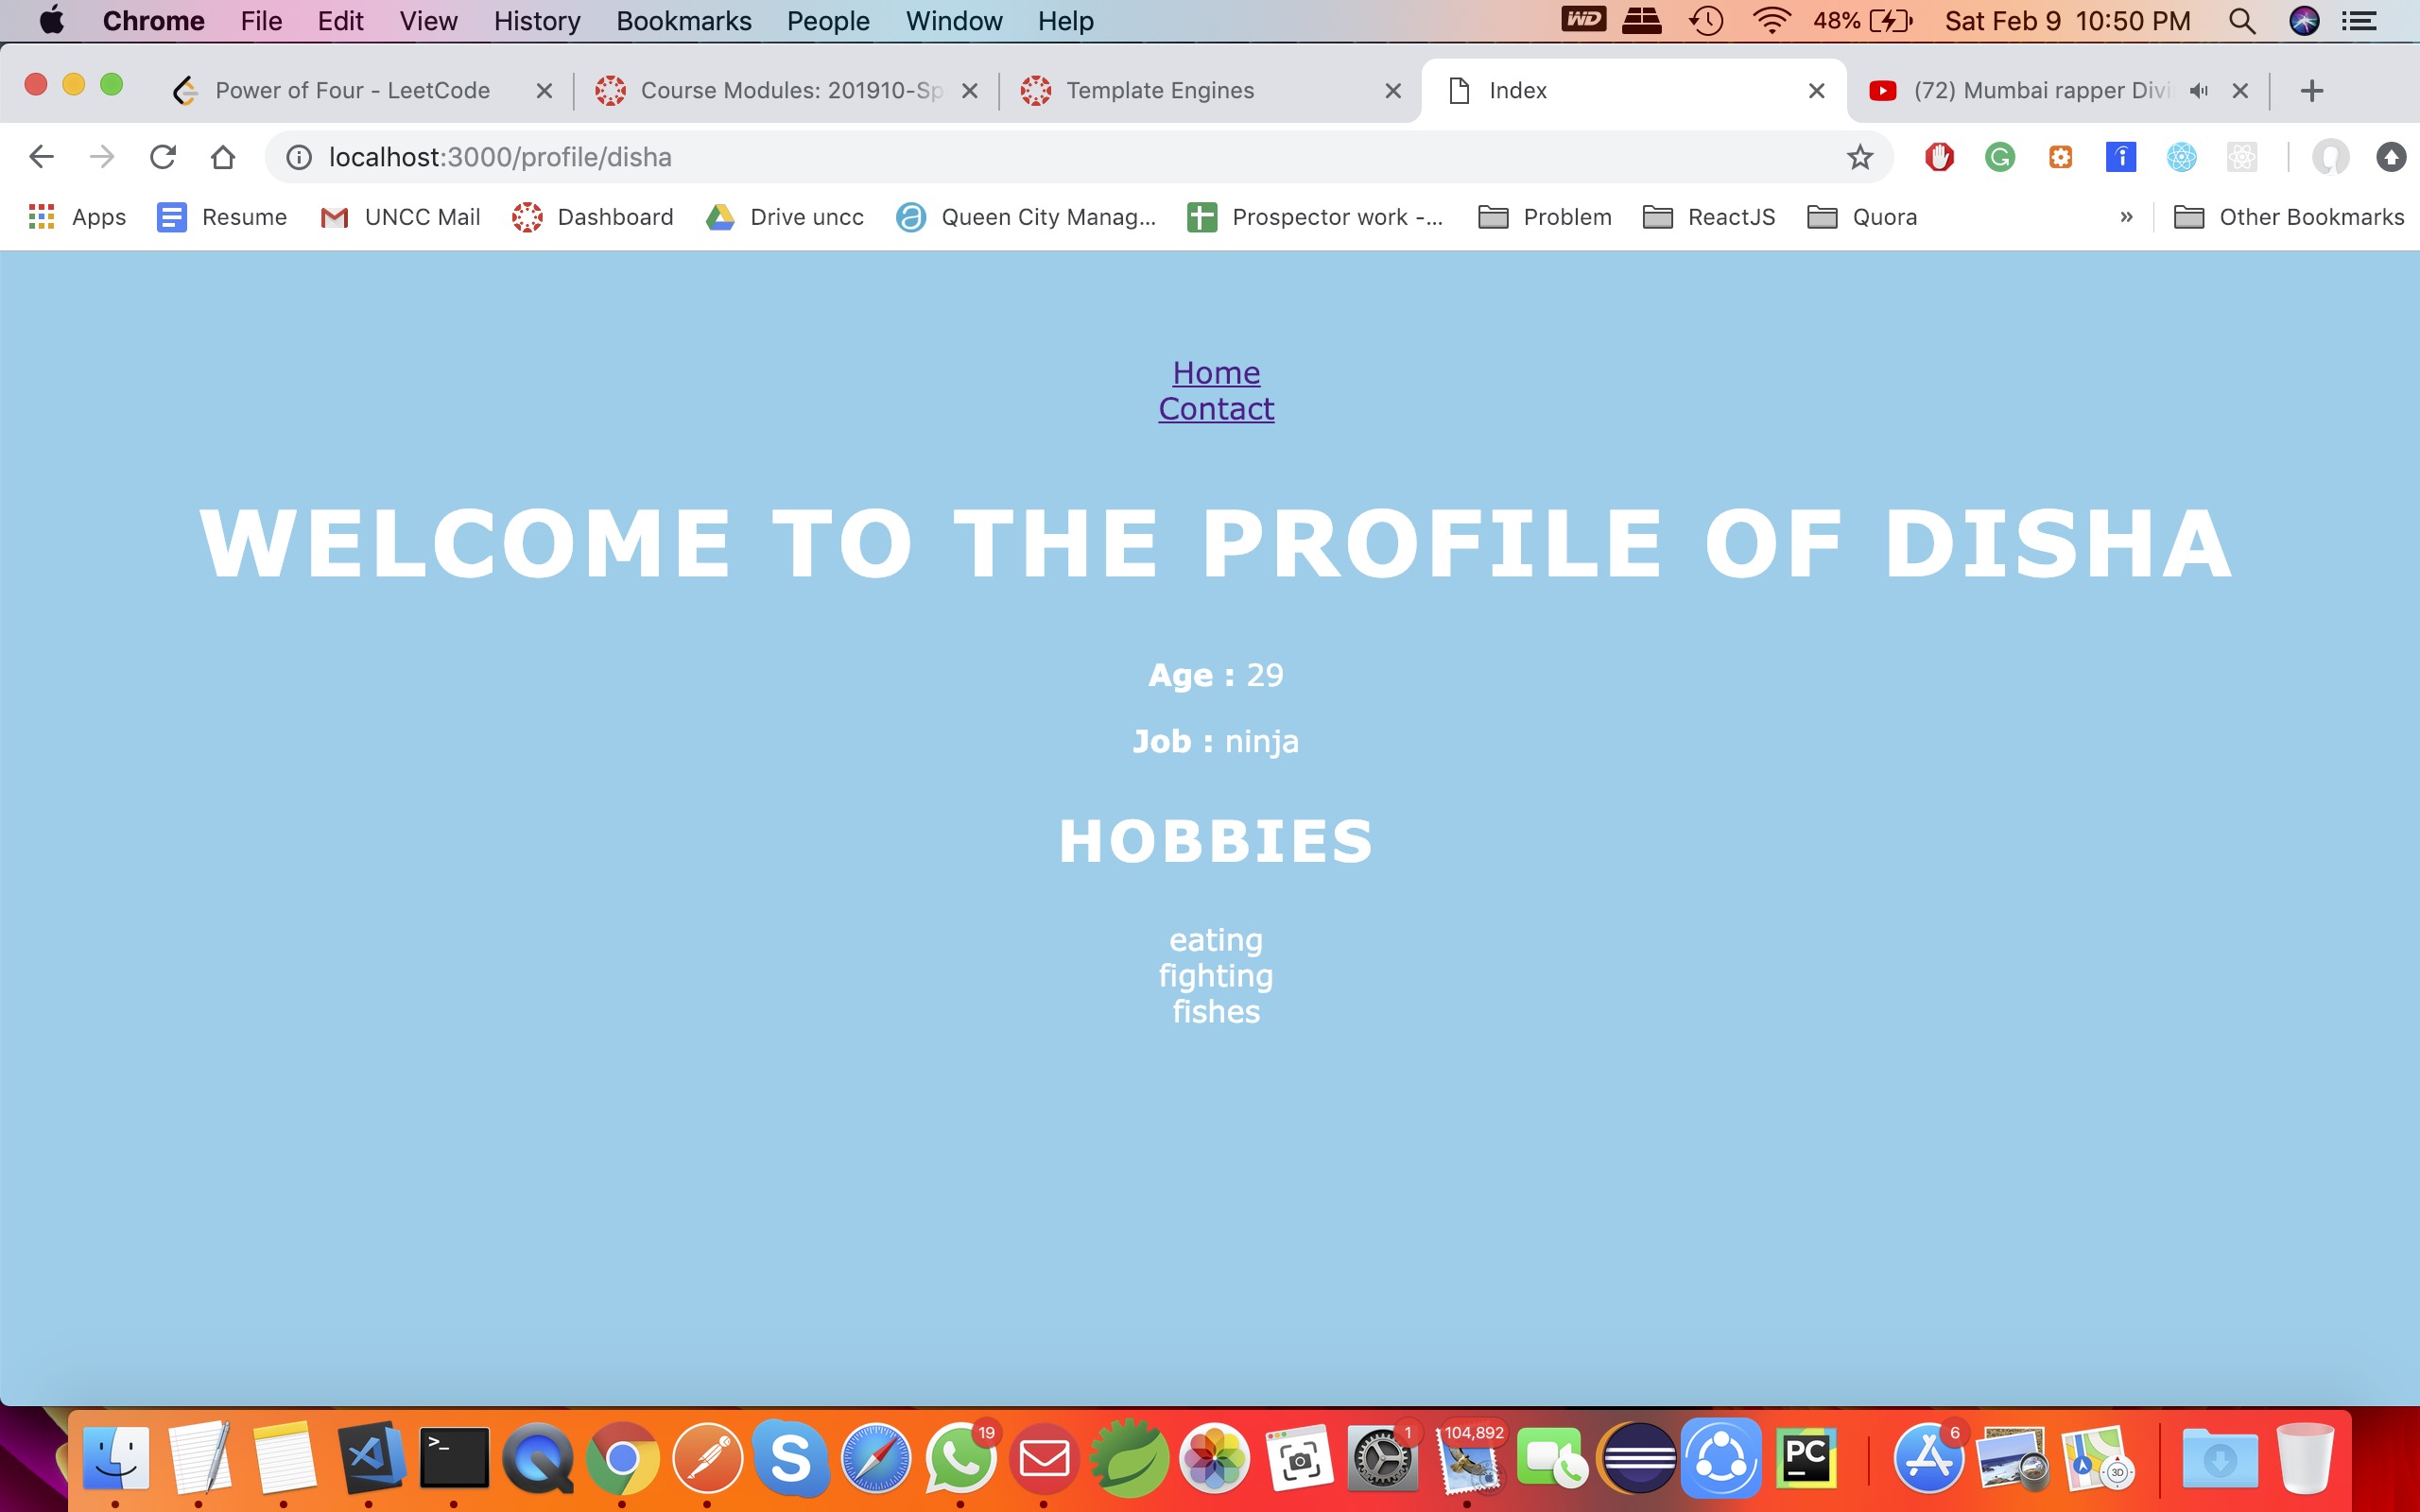 Chrome File Edit View History Bookmarks People Window Help WD 48% Sat Feb 9 10:50 PM
Power of Four - LeetCode Course Modules: 201910-Sp Template Engines Index (72) Mumbai rapper Divi
localhost:3000/profile/disha
Apps Resume UNCC Mail Dashboard Drive uncc Queen City Manag... Prospector work -... Problem ReactJS Quora » Other Bookmarks
Home
Contact
WELCOME TO THE PROFILE OF DISHA
Age : 29
Job : ninja
HOBBIES
eating
fighting
fishes
19 1 104,892 6
>_ S PC 3D